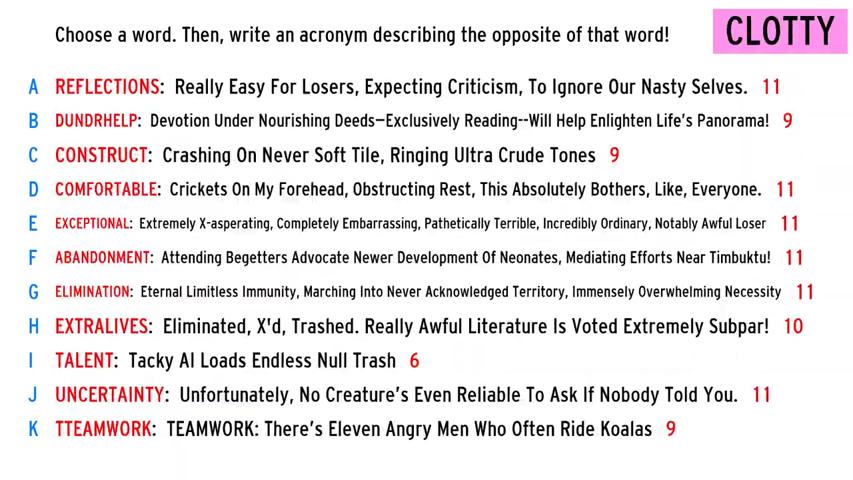 Choose a word. Then, write an acronym describing the opposite of that word!
CLOTTY
A REFLECTIONS: Really Easy For Losers, Expecting Criticism, To Ignore Our Nasty Selves. 11
B DUNDRHELP: Devotion Under Nourishing Deeds—Exclusively Reading--Will Help Enlighten Life's Panorama! 9
C CONSTRUCT: Crashing On Never Soft Tile, Ringing Ultra Crude Tones 9
D COMFORTABLE: Crickets On My Forehead, Obstructing Rest, This Absolutely Bothers, Like, Everyone. 11
E EXCEPTIONAL: Extremely X-asperating, Completely Embarrassing, Pathetically Terrible, Incredibly Ordinary, Notably Awful Loser 11
F ABANDONMENT: Attending Begetters Advocate Newer Development Of Neonates, Mediating Efforts Near Timbuktu! 11
G ELIMINATION: Eternal Limitless Immunity, Marching Into Never Acknowledged Territory, Immensely Overwhelming Necessity 11
H EXTRALIVES: Eliminated, X'd, Trashed. Really Awful Literature Is Voted Extremely Subpar! 10
I TALENT: Tacky AI Loads Endless Null Trash 6
J UNCERTAINTY: Unfortunately, No Creature's Even Reliable To Ask If Nobody Told You. 11
K TTEAMWORK: TEAMWORK: There's Eleven Angry Men Who Often Ride Koalas 9